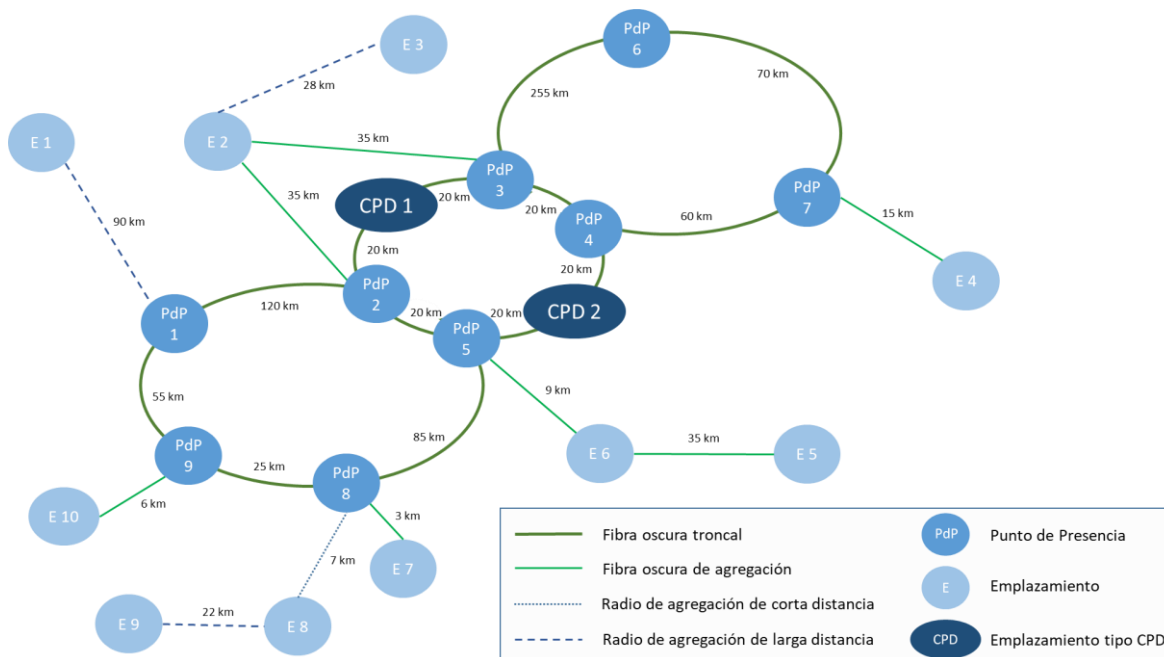 PdP
6
E 3
70 km
28 km
255 km
E 1
E 2
35 km
PdP
3
35 km
CPD 1
20 km
PdP
7
20 km
PdP
4
60 km
15 km
90 km
20 km
20 km
E 4
PdP
2
120 km
CPD 2
PdP
1
20 km
20 km
PdP
5
9 km
55 km
85 km
PdP
9
E 6
35 km
E 5
25 km
PdP
8
6 km
E 10
3 km
7 km
E 7
22 km
E 9
E 8
Fibra oscura troncal
PdP
Punto de Presencia
Fibra oscura de agregación
E
Emplazamiento
Radio de agregación de corta distancia
Radio de agregación de larga distancia
CPD
Emplazamiento tipo CPD